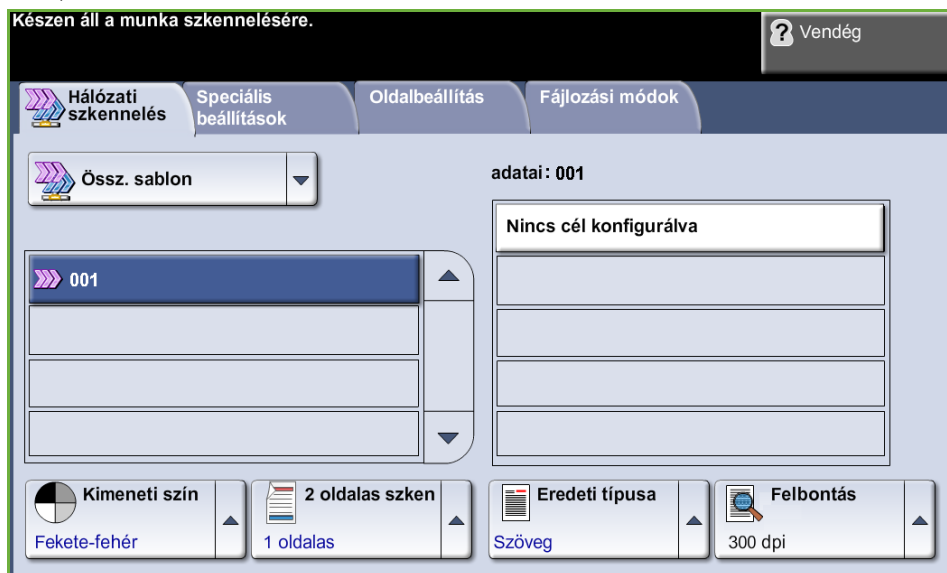 Készen áll a munka szkennelésére.
? Vendég
Hálózati
szkennelés
Speciális
beállítások
Oldalbeállítás
Fájlozási módok
Össz. sablon
adatai: 001
Nincs cél konfigurálva
001
Kimeneti szín
Fekete-fehér
2 oldalas szken
1 oldalas
Eredeti típusa
Szöveg
Felbontás
300 dpi